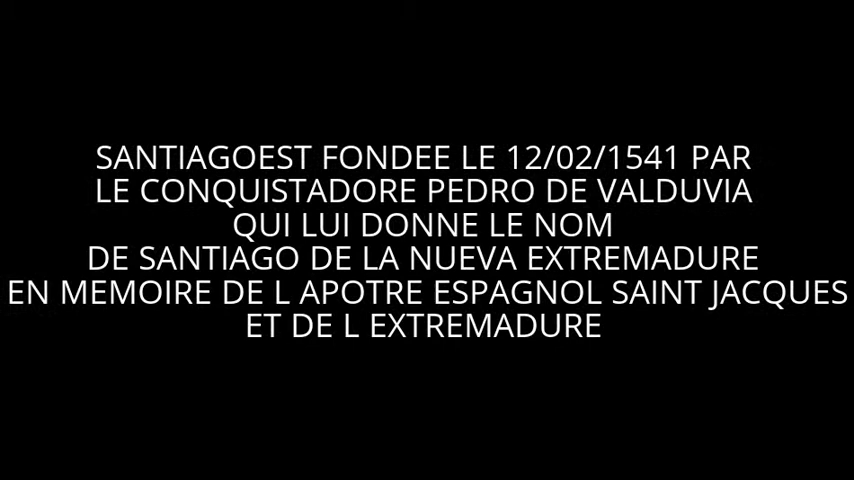 SANTIAGOEST FONDEE LE 12/02/1541 PAR
LE CONQUISTADORE PEDRO DE VALDUVIA
QUI LUI DONNE LE NOM
DE SANTIAGO DE LA NUEVA EXTREMADURE
EN MEMOIRE DE L APOTRE ESPAGNOL SAINT JACQUES
ET DE L EXTREMADURE